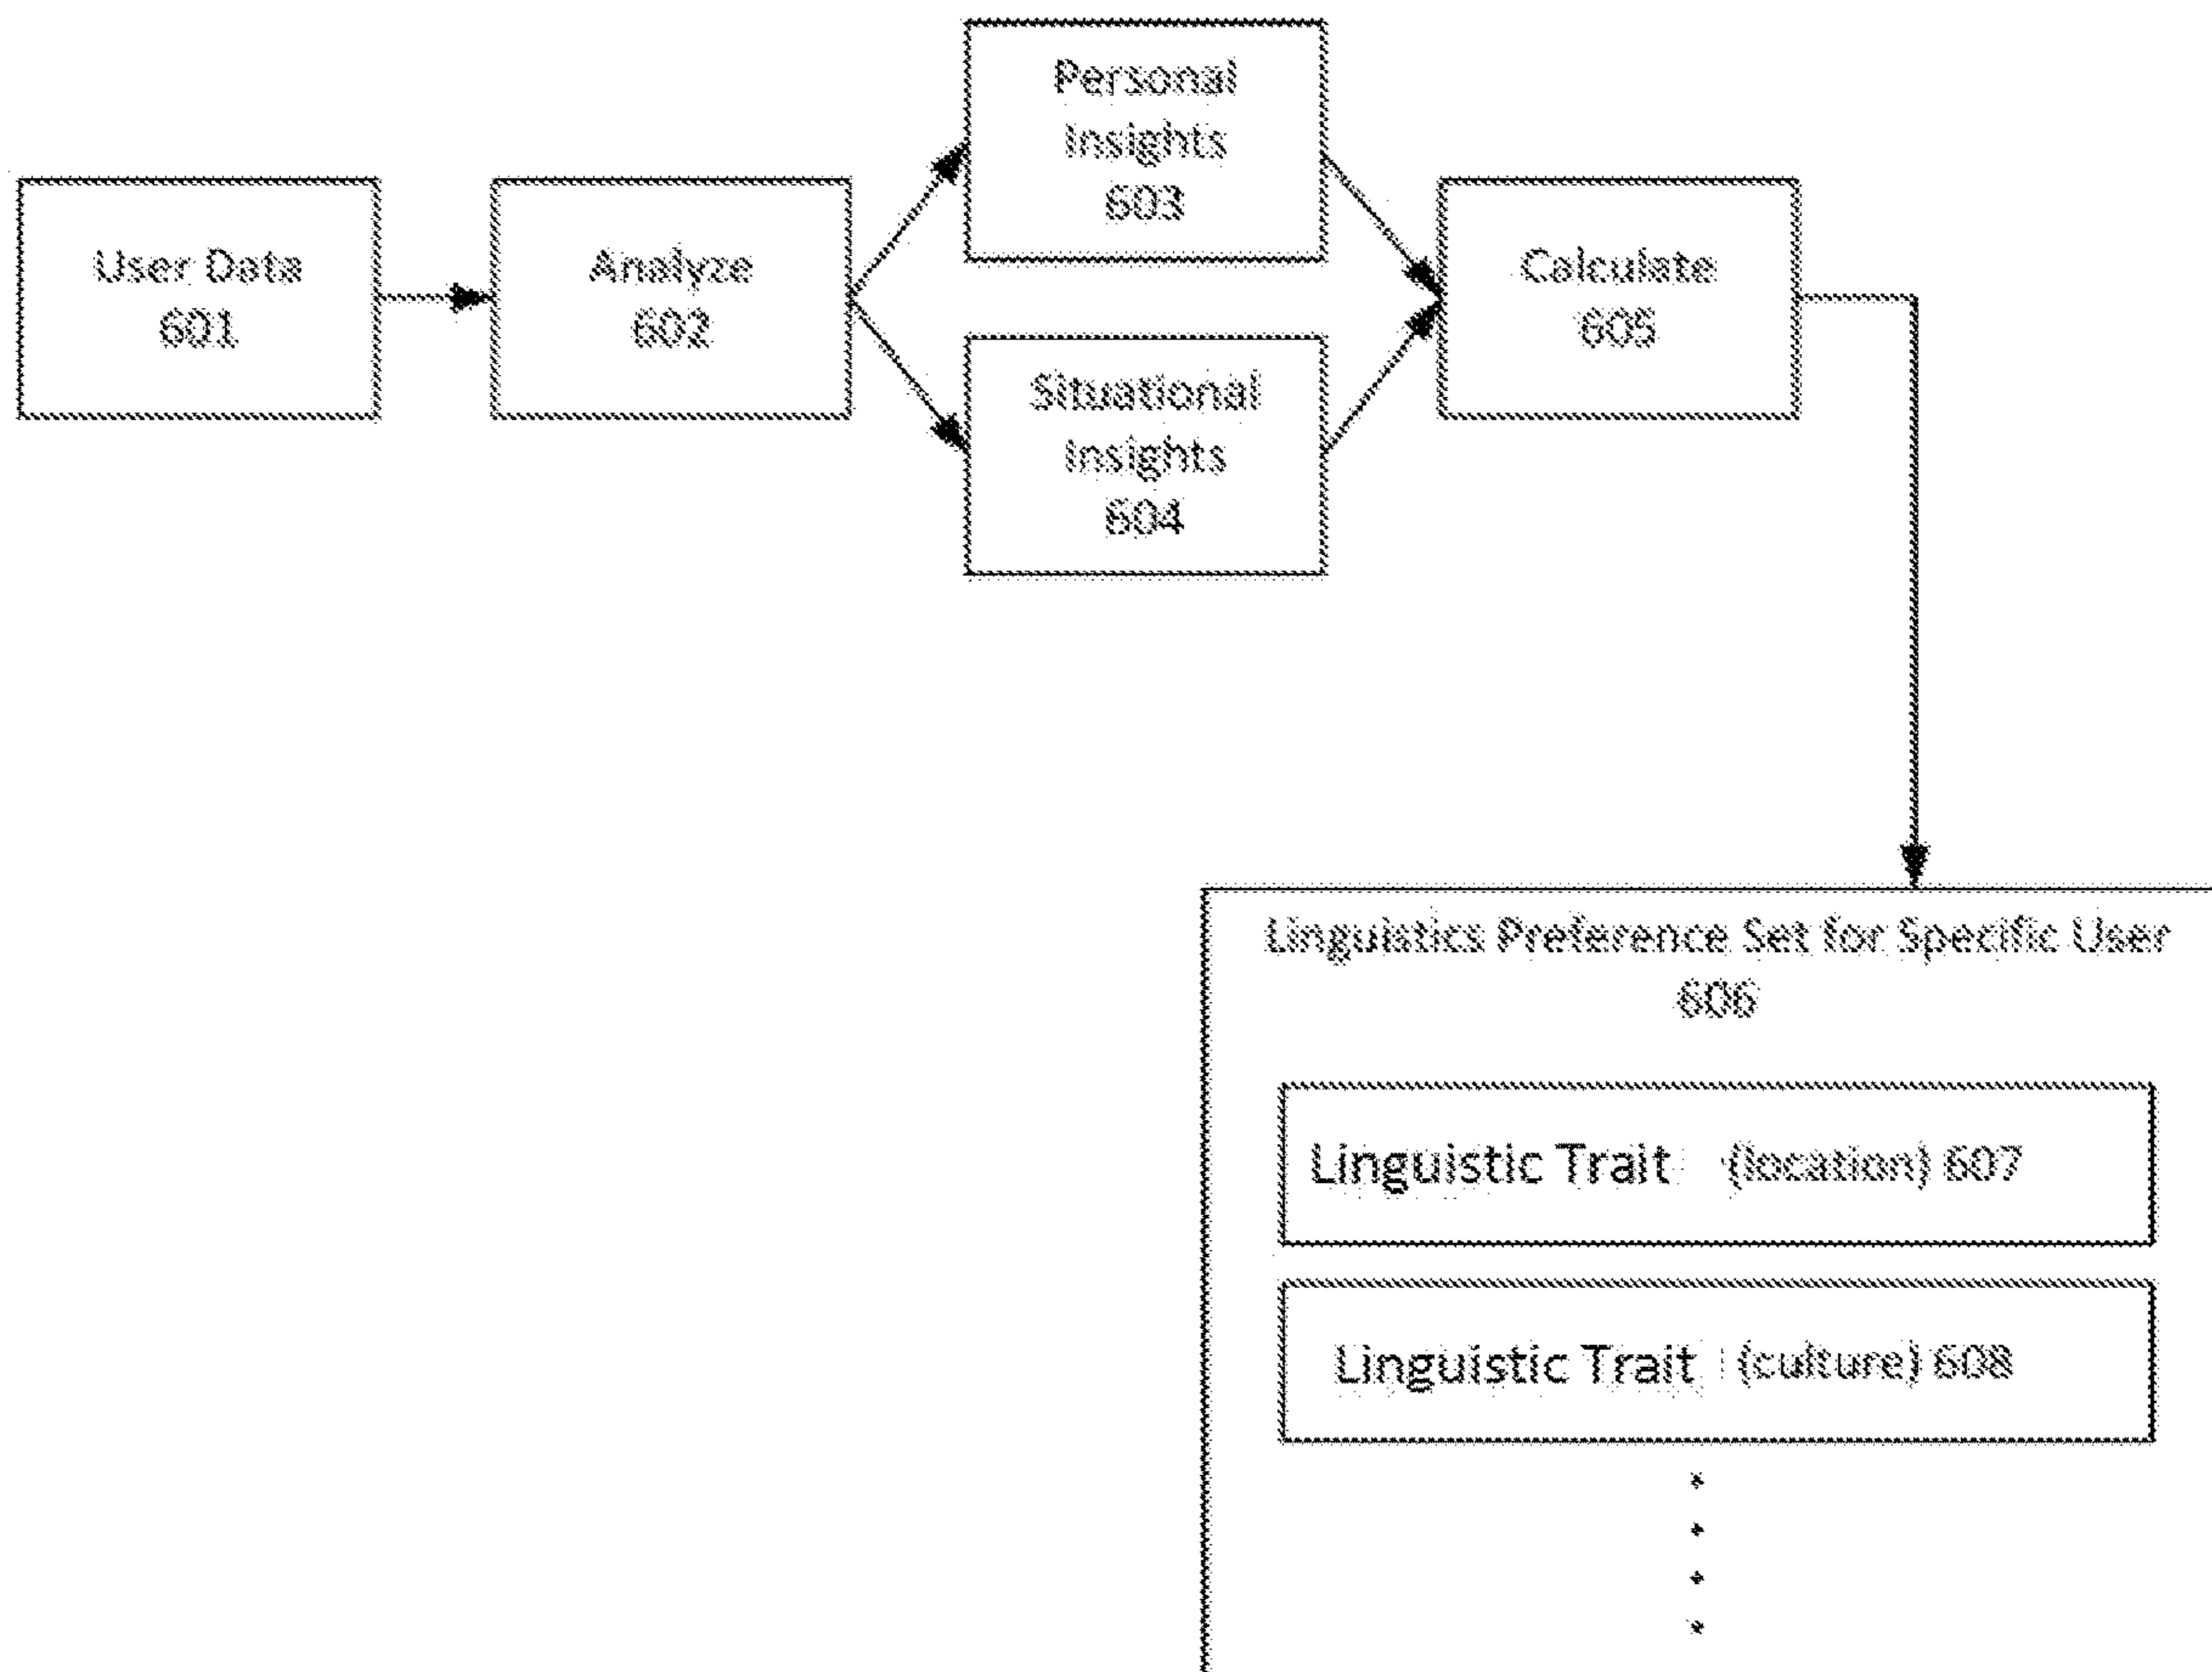 Personal
Insights
603
User Data
601
Analyze
602
Calculate
605
Situational
Insights
604
Linguistics Preference Set for Specific User
606
Linguistic Trait (location) 607
Linguistic Trait (culture) 608